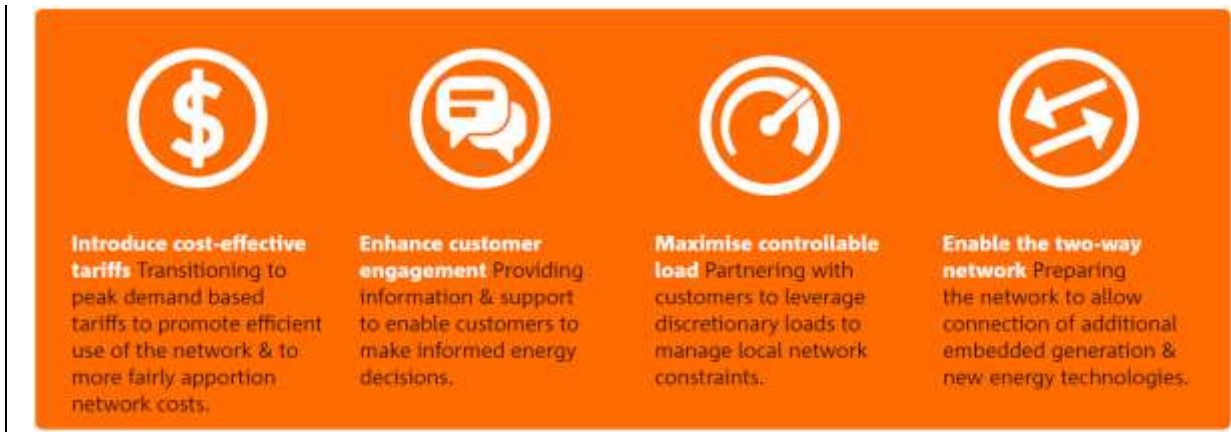 Introduce cost-effective
tariffs Transitioning to
peak demand based
tariffs to promote efficient
use of the network & to
more fairly apportion
network costs.
Enhance customer
engagement Providing
information & support
to enable customers to
make informed energy
decisions.
Maximise controllable
load Partnering with
customers to leverage
discretionary loads to
manage local network
constraints.
Enable the two-way
network Preparing
the network to allow
connection of additional
embedded generation &
new energy technologies.